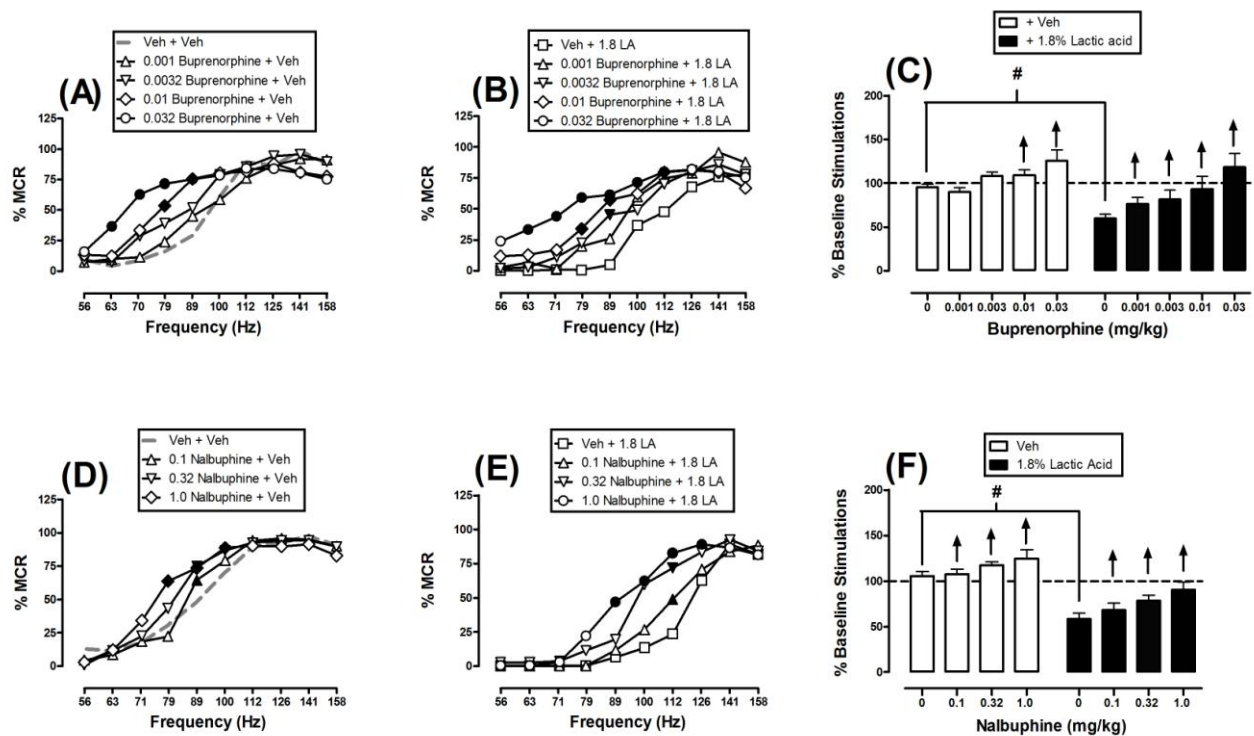 (A)
Veh + Veh
0.001 Buprenorphine + Veh
0.0032 Buprenorphine + Veh
0.01 Buprenorphine + Veh
0.032 Buprenorphine + Veh
% MCR
125
100
75
50
25
0
56 63 71 79 89 100 112 126 141 158
Frequency (Hz)
(B)
Veh + 1.8 LA
0.001 Buprenorphine + 1.8 LA
0.0032 Buprenorphine + 1.8 LA
0.01 Buprenorphine + 1.8 LA
0.032 Buprenorphine + 1.8 LA
% MCR
125
100
75
50
25
0
56 63 71 79 89 100 112 126 141 158
Frequency (Hz)
(C)
+ Veh
+ 1.8% Lactic acid
#
% Baseline Stimulations
200
150
100
50
0
0 0.001 0.003 0.01 0.03 0 0.001 0.003 0.01 0.03
Buprenorphine (mg/kg)
(D)
Veh + Veh
0.1 Nalbuphine + Veh
0.32 Nalbuphine + Veh
1.0 Nalbuphine + Veh
% MCR
125
100
75
50
25
0
56 63 71 79 89 100 112 126 141 158
Frequency (Hz)
(E)
Veh + 1.8 LA
0.1 Nalbuphine + 1.8 LA
0.32 Nalbuphine + 1.8 LA
1.0 Nalbuphine + 1.8 LA
% MCR
125
100
75
50
25
0
56 63 71 79 89 100 112 126 141 158
Frequency (Hz)
(F)
Veh
1.8% Lactic Acid
#
% Baseline Stimulations
200
150
100
50
0
0 0.1 0.32 1.0 0 0.1 0.32 1.0
Nalbuphine (mg/kg)